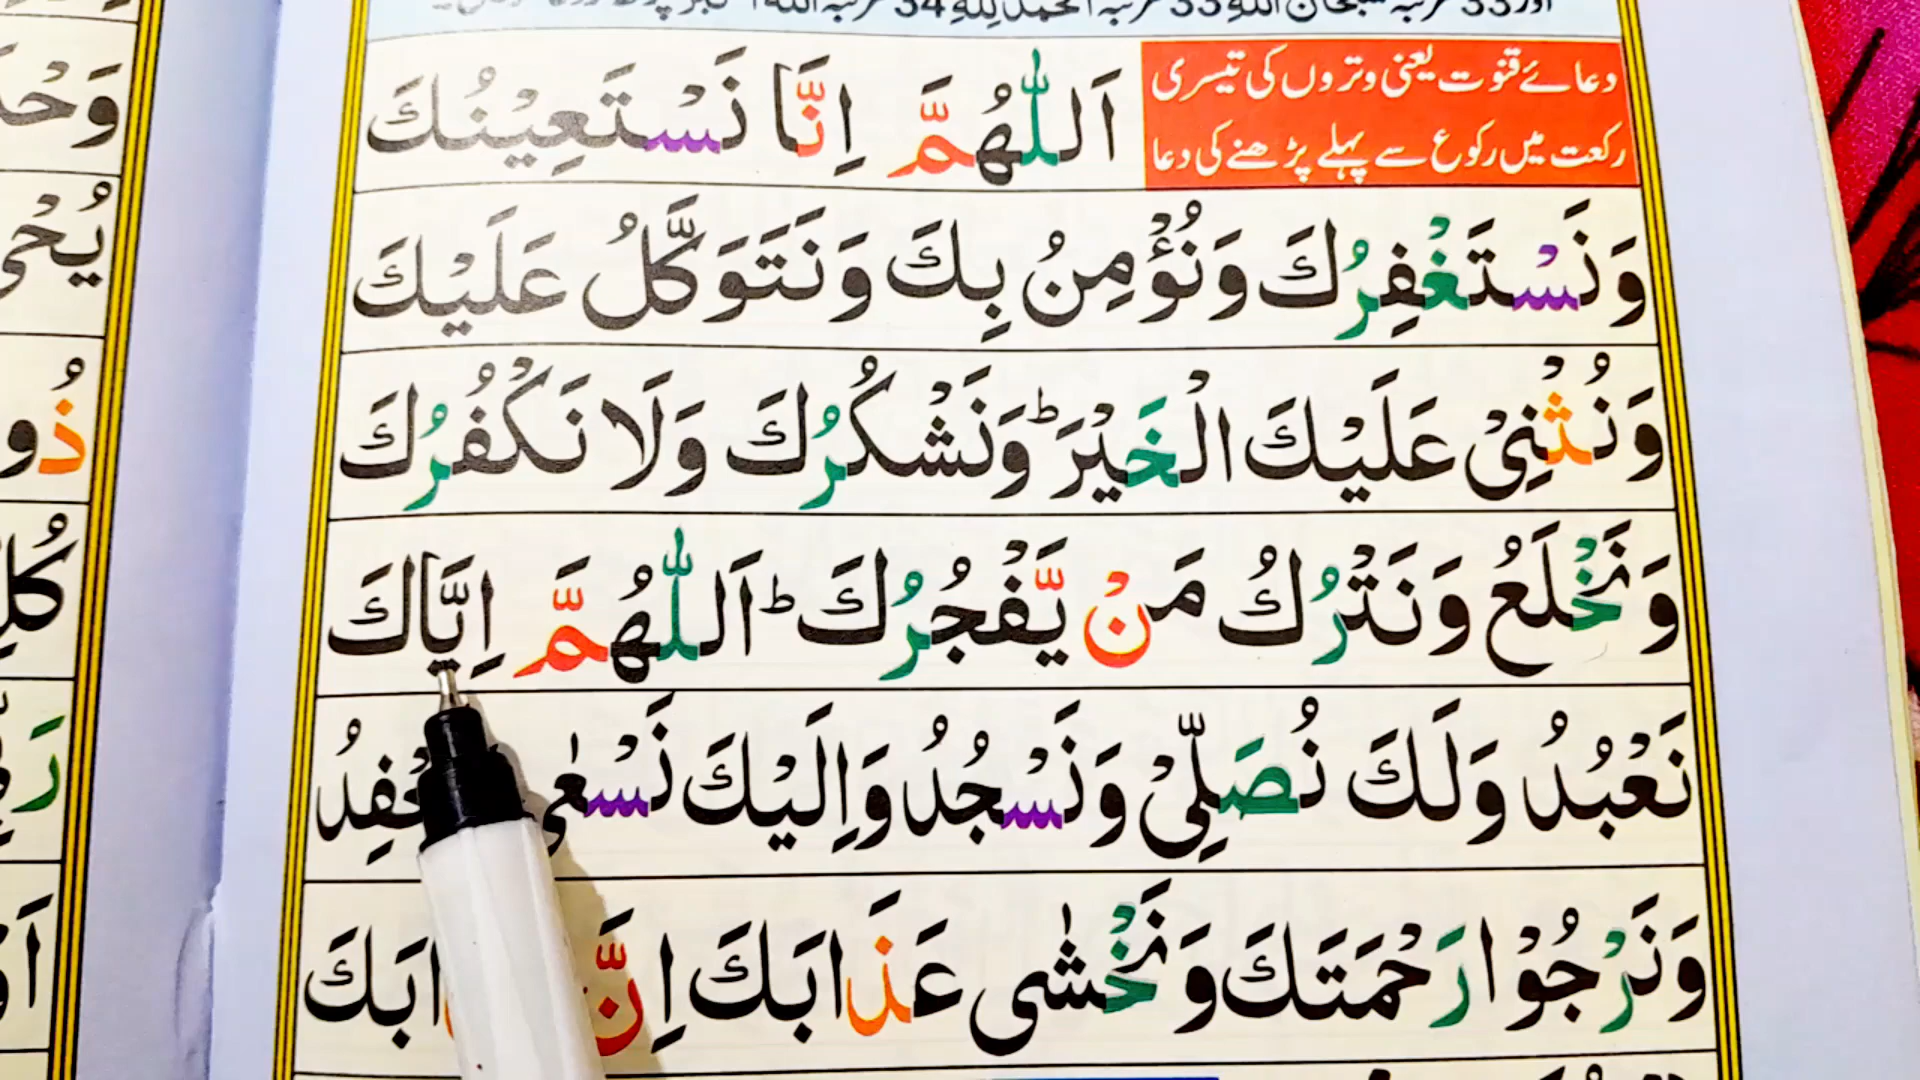 دعائے قنوت یعنی وتروں کی تیسری
رکعت میں رکوع سے پہلے پڑھنے کی دعا
اَللّٰهُمَّ اِنَّا نَسْتَعِيْنُكَ
وَنَسْتَغْفِرُكَ وَنُؤْمِنُ بِكَ وَنَتَوَكَّلُ عَلَيْكَ
وَنُثْنِيْ عَلَيْكَ الْخَيْرَ ؕ وَنَشْكُرُكَ وَلَا نَكْفُرُكَ
وَنَخْلَعُ وَنَتْرُكُ مَنْ يَّفْجُرُكَ ؕ اَللّٰهُمَّ اِيَّاكَ
نَعْبُدُ وَلَكَ نُصَلِّيْ وَنَسْجُدُ وَاِلَيْكَ نَسْعٰى
وَنَرْجُوْا رَحْمَتَكَ وَنَخْشٰى عَذَابَكَ اِنَّ